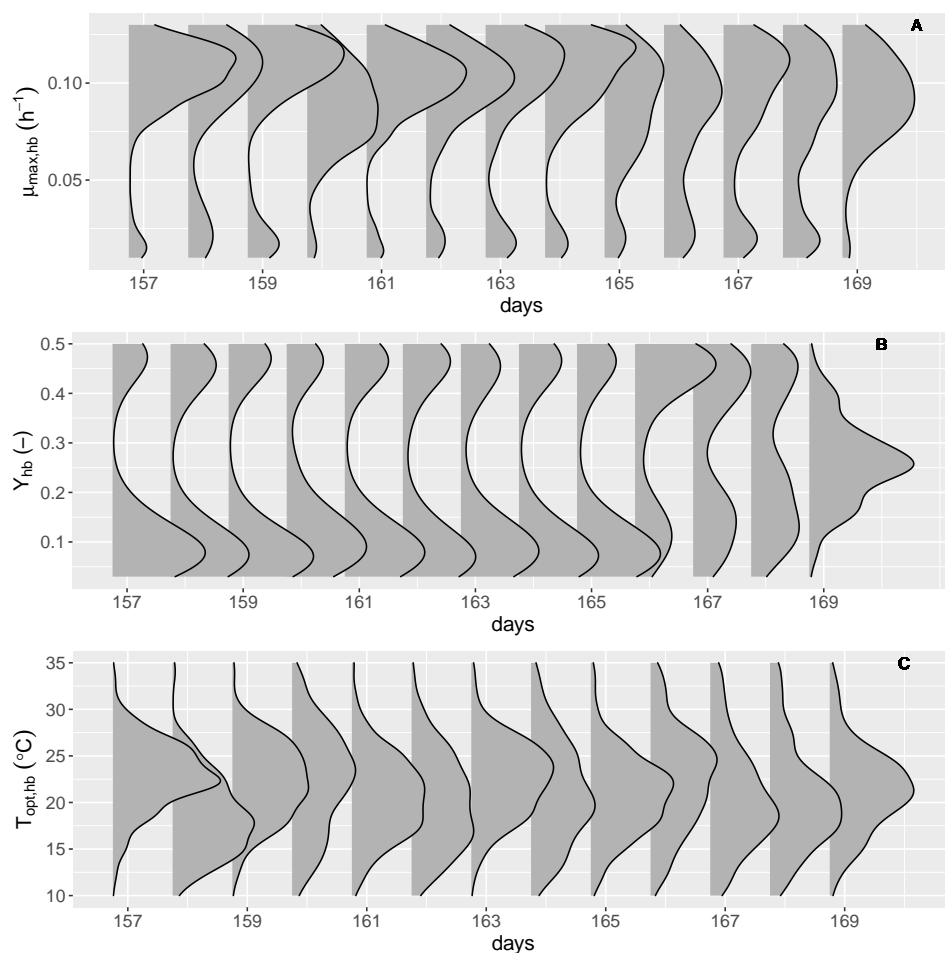 A
0.10
0.05
μmax,hb (h−1)
157 159 161 163 165 167 169
days
B
0.5
0.4
0.3
0.2
0.1
Yhb (−)
157 159 161 163 165 167 169
days
C
35
30
25
20
15
10
Topt,hb (°C)
157 159 161 163 165 167 169
days